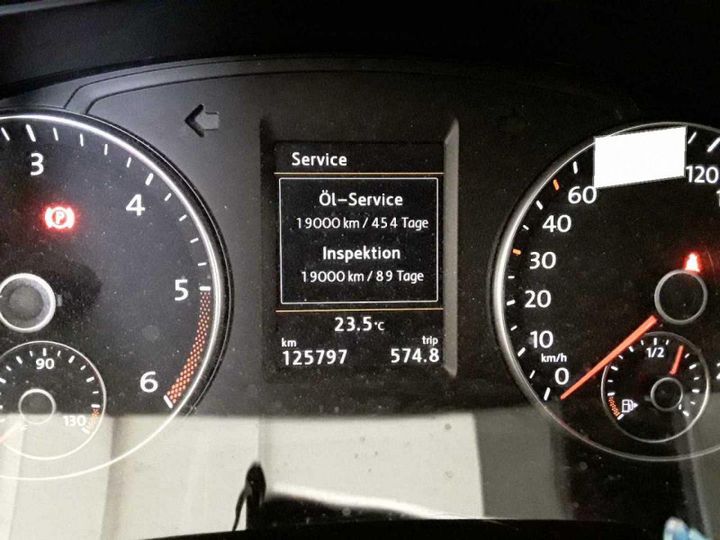 Service
Öl-Service
19000 km / 454 Tage
Inspektion
19000 km / 89 Tage
23.5 °C
km
trip
125797
574.8
3
4
5
6
P
90
130
0
10
20
30
40
60
120
km/h
1/2